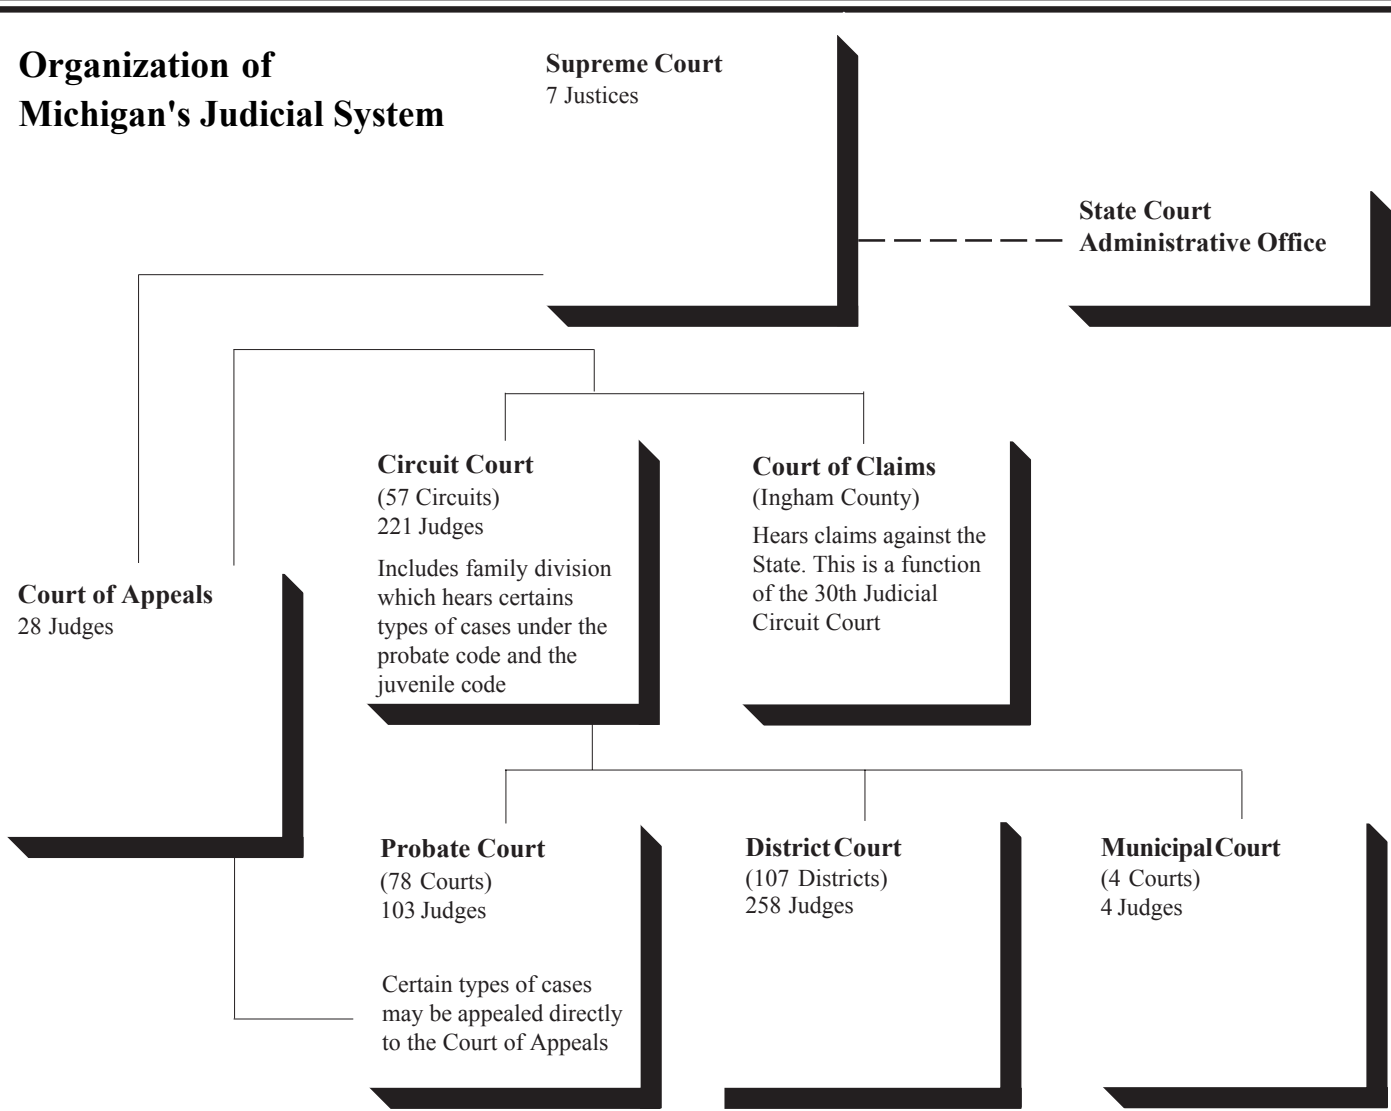 Organization of
Michigan's Judicial System
Supreme Court
7 Justices
State Court
Administrative Office
Circuit Court
(57 Circuits)
221 Judges
Includes family division
which hears certains
types of cases under the
probate code and the
juvenile code
Court of Claims
(Ingham County)
Hears claims against the
State. This is a function
of the 30th Judicial
Circuit Court
Court of Appeals
28 Judges
Probate Court
(78 Courts)
103 Judges
Certain types of cases
may be appealed directly
to the Court of Appeals
District Court
(107 Districts)
258 Judges
Municipal Court
(4 Courts)
4 Judges